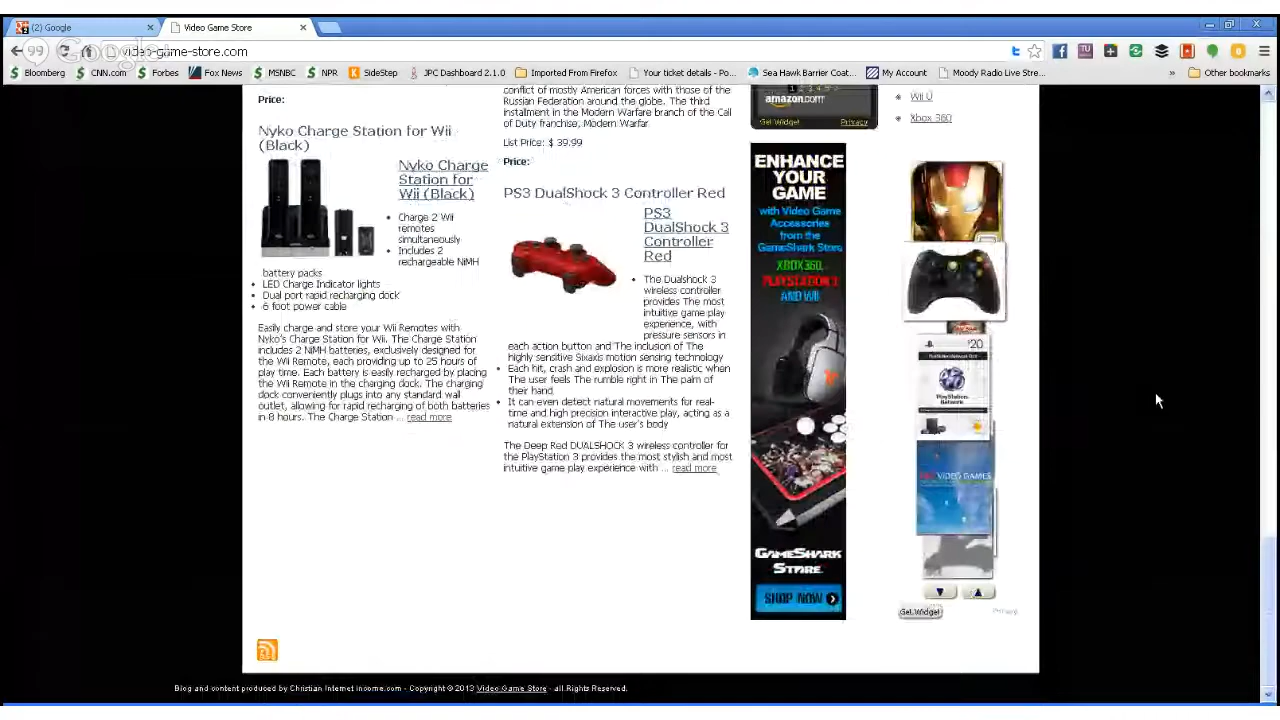 (2) Google
Video Game Store
99
Google
video-game-store.com
Bloomberg
CNN.com
Forbes
Fox News
MSNBC
NPR
SideStep
JPC Dashboard 2.1.0
Imported From Firefox
Your ticket details - Po...
Sea Hawk Barrier Coat...
My Account
Moody Radio Live Stre...
»
Other bookmarks
Price:
Nyko Charge Station for Wii
(Black)
Nyko Charge
Station for
Wii (Black)
Charge 2 Wii
remotes
simultaneously
Includes 2
rechargeable NiMH
battery packs
LED Charge Indicator lights
Dual port rapid recharging dock
6 foot power cable
Easily charge and store your Wii Remotes with
Nyko's Charge Station for Wii. The Charge Station
includes 2 NiMH batteries, exclusively designed for
the Wii Remote, each providing up to 25 hours of
play time. Each battery is easily recharged by placing
the Wii Remote in the charging dock. The charging
dock conveniently plugs into any standard wall
outlet, allowing for rapid recharging of both batteries
in 6 hours. The Charge Station ... read more
conflict of mostly American forces with those of the
Russian Federation around the globe. The third
instalment in the Modern Warfare branch of the Call
of Duty franchise, Modern Warfar
List Price: $ 39.99
Price:
PS3 DualShock 3 Controller Red
PS3
DualShock 3
Controller
Red
The Dualshock 3
wireless controller
provides The most
intuitive game play
experience, with
pressure sensors in
each action button and The inclusion of The
highly sensitive Sixaxis motion sensing technology
Each hit, crash and explosion is more realistic when
The user feels The rumble right in The palm of
their hand
It can even detect natural movements for real-
time and high precision interactive play, acting as a
natural extension of The user's body
The Deep Red DUALSHOCK 3 wireless controller for
the PlayStation 3 provides the most stylish and most
intuitive game play experience with ... read more
amazon.com
Get Widget
Privacy
ENHANCE
YOUR
GAME
with Video Game
Accessories
from the
GameShark Store
XBOX360,
PLAYSTATION 3
AND WII
GAMESHARK
STORE
SHOP NOW
Wii U
Xbox 360
$20
PlayStation
Network
VIDEO GAMES
Get Widget
Privacy
Blog and content produced by Christian Internet income.com - Copyright © 2013 Video Game Store - all Rights Reserved.